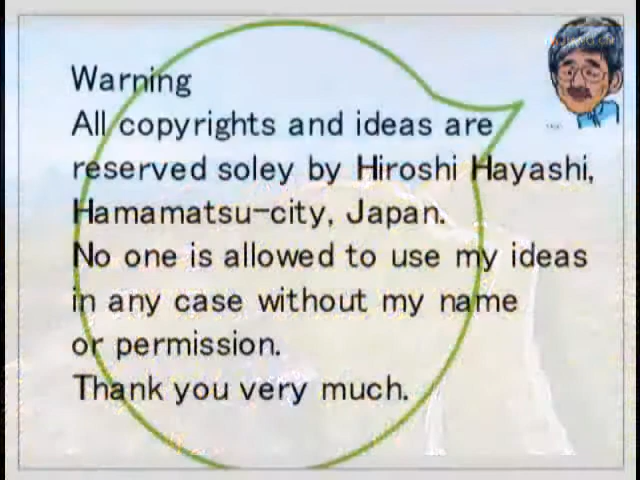 Warning
All copyrights and ideas are
reserved soley by Hiroshi Hayashi,
Hamamatsu-city, Japan.
No one is allowed to use my ideas
in any case without my name
or permission.
Thank you very much.